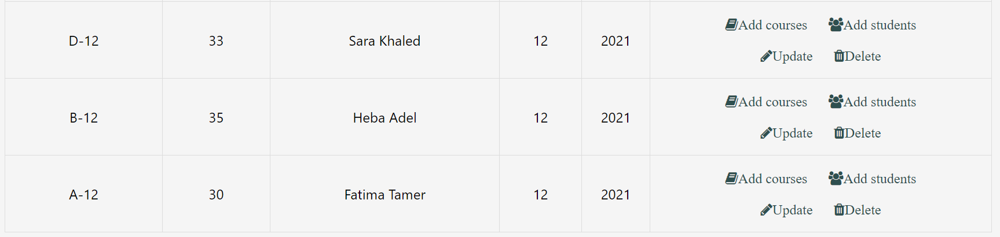 Add courses Add students
D-12 33 Sara Khaled 12 2021
Update Delete
Add courses Add students
B-12 35 Heba Adel 12 2021
Update Delete
Add courses Add students
A-12 30 Fatima Tamer 12 2021
Update Delete